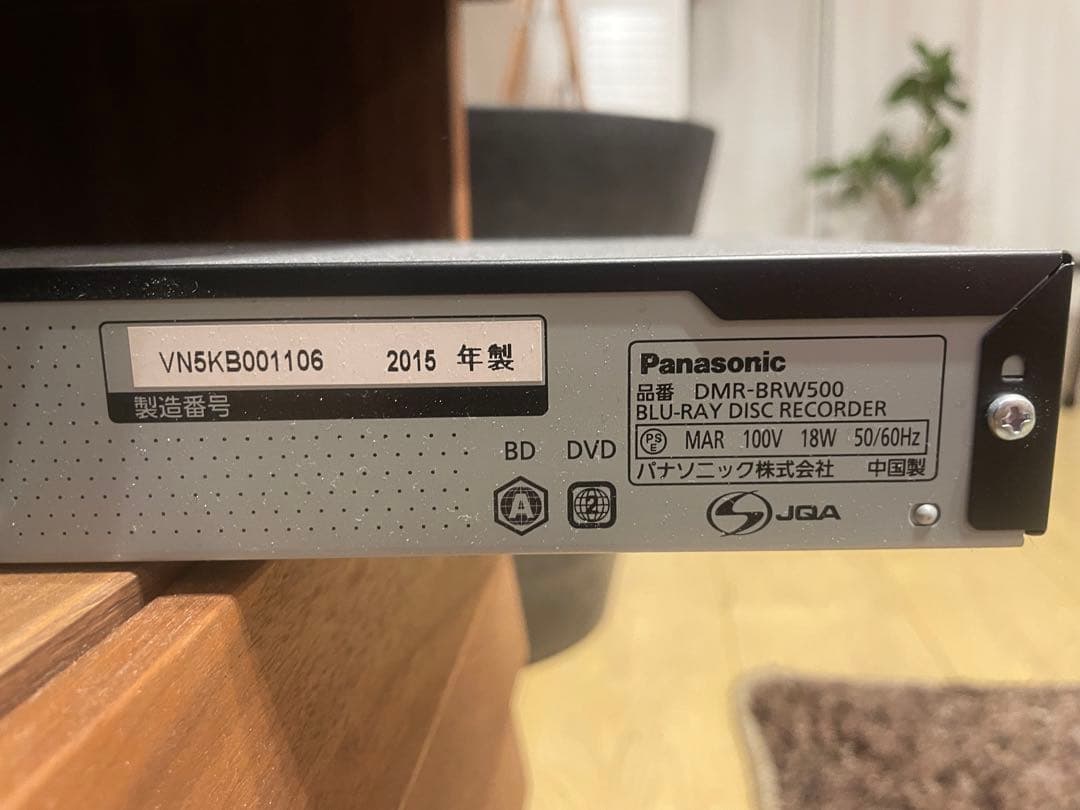 VN5KB001106 2015 年製
製造番号
BD DVD
A 2
Panasonic
品番 DMR-BRW500
BLU-RAY DISC RECORDER
PSE MAR 100V 18W 50/60Hz
パナソニック株式会社 中国製
JQA